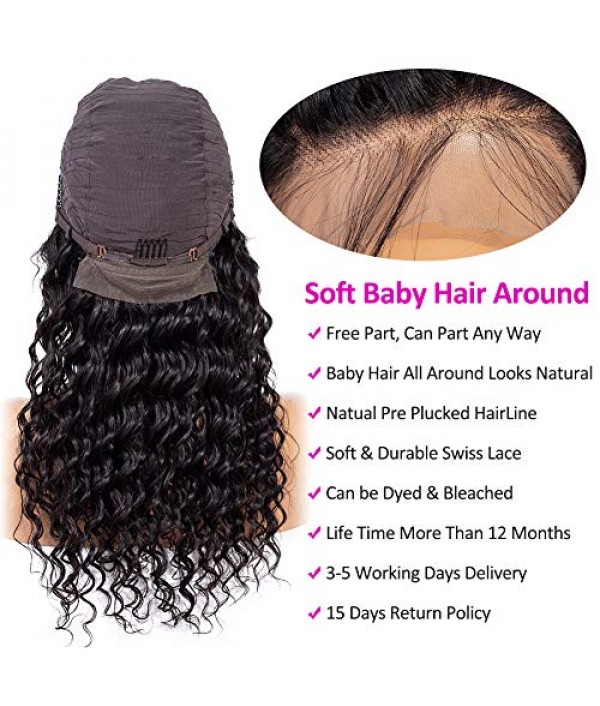 Soft Baby Hair Around
Free Part, Can Part Any Way
Baby Hair All Around Looks Natural
Natual Pre Plucked HairLine
Soft & Durable Swiss Lace
Can be Dyed & Bleached
Life Time More Than 12 Months
3-5 Working Days Delivery
15 Days Return Policy